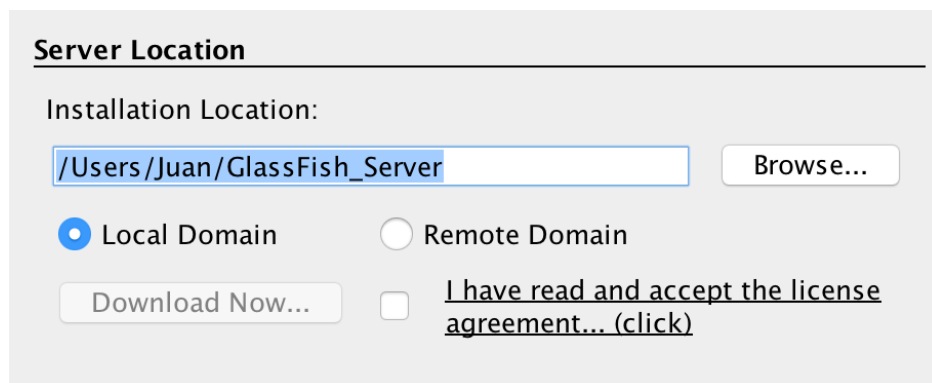 Server Location
Installation Location:
/Users/Juan/GlassFish_Server
Browse...
Local Domain
Remote Domain
Download Now...
I have read and accept the license
agreement... (click)